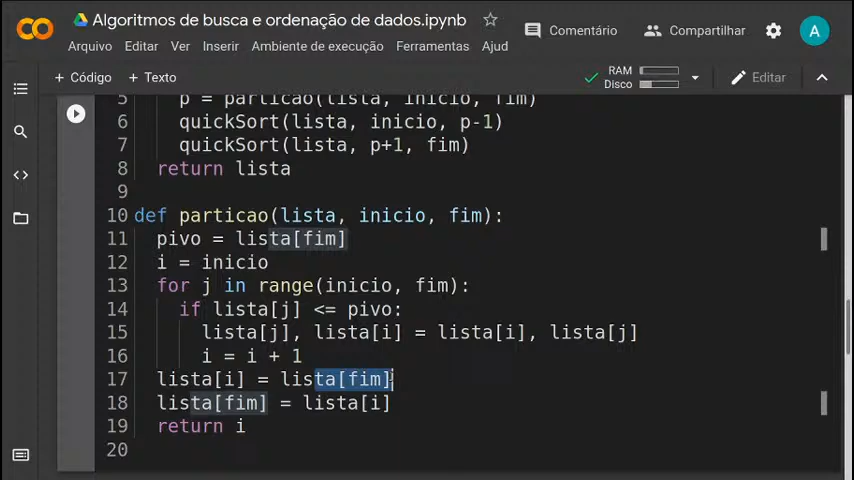 Algoritmos de busca e ordenação de dados.ipynb
Comentário
Compartilhar
A
Arquivo Editar Ver Inserir Ambiente de execução Ferramentas Ajud
+ Código + Texto
RAM
Disco
Editar
5 p = particao(lista, inicio, fim)
6 quickSort(lista, inicio, p-1)
7 quickSort(lista, p+1, fim)
8 return lista
9
10 def particao(lista, inicio, fim):
11 pivo = lista[fim]
12 i = inicio
13 for j in range(inicio, fim):
14 if lista[j] <= pivo:
15 lista[j], lista[i] = lista[i], lista[j]
16 i = i + 1
17 lista[i] = lista[fim]
18 lista[fim] = lista[i]
19 return i
20